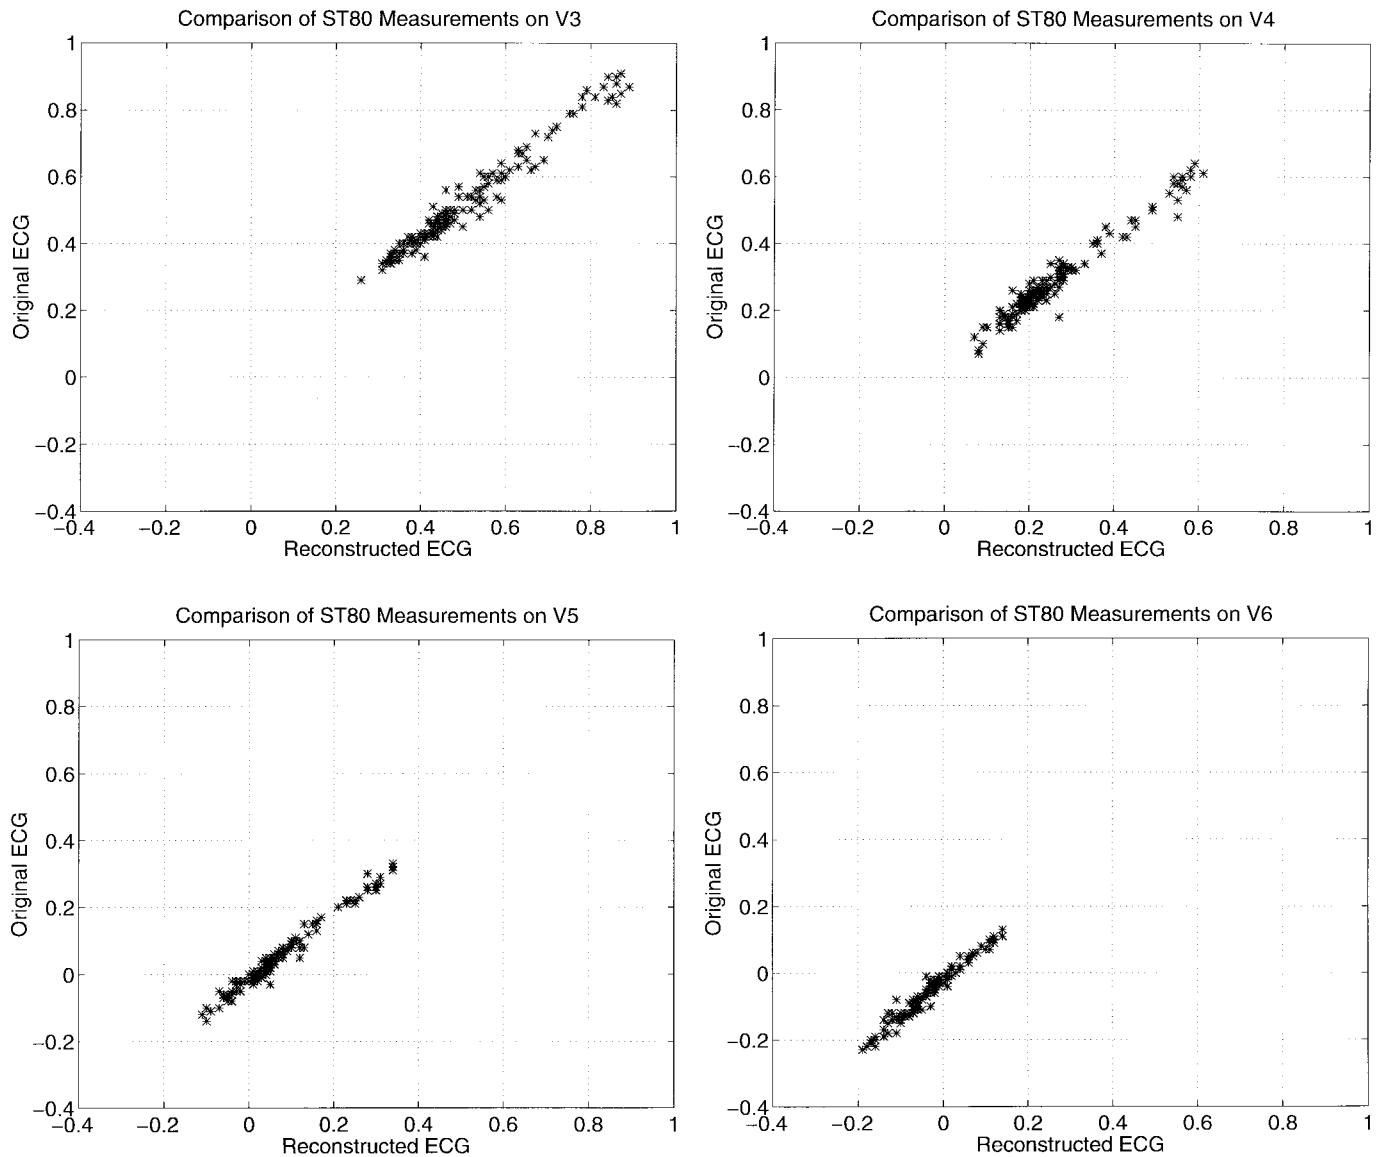 Comparison of ST80 Measurements on V3
1
0.8
0.6
0.4
0.2
0
−0.2
−0.4
Original ECG
−0.4 −0.2 0 0.2 0.4 0.6 0.8 1
Reconstructed ECG
Comparison of ST80 Measurements on V4
1
0.8
0.6
0.4
0.2
0
−0.2
−0.4
Original ECG
−0.4 −0.2 0 0.2 0.4 0.6 0.8 1
Reconstructed ECG
Comparison of ST80 Measurements on V5
1
0.8
0.6
0.4
0.2
0
−0.2
−0.4
Original ECG
−0.4 −0.2 0 0.2 0.4 0.6 0.8 1
Reconstructed ECG
Comparison of ST80 Measurements on V6
1
0.8
0.6
0.4
0.2
0
−0.2
−0.4
Original ECG
−0.4 −0.2 0 0.2 0.4 0.6 0.8 1
Reconstructed ECG